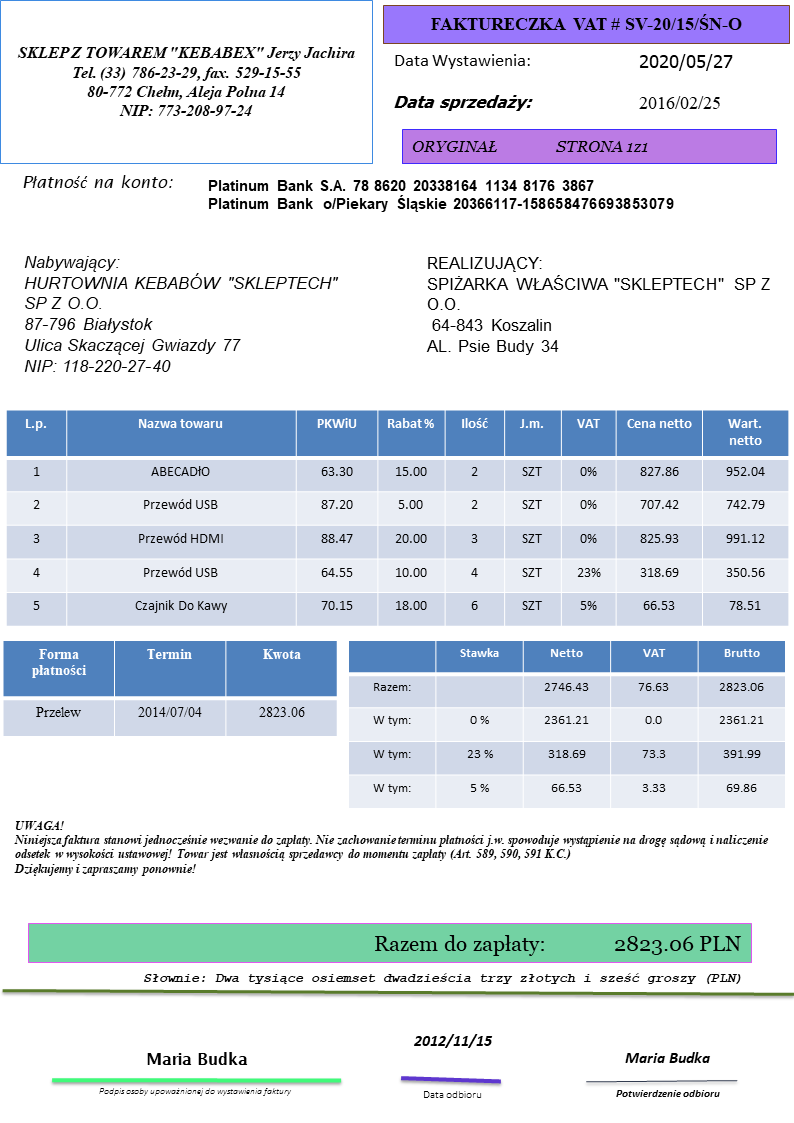 SKLEP Z TOWAREM "KEBABEX" Jerzy Jachira
Tel. (33) 786-23-29, fax. 529-15-55
80-772 Chełm, Aleja Polna 14
NIP: 773-208-97-24
FAKTURECZKA VAT # SV-20/15/ŚN-O
Data Wystawienia: 2020/05/27
Data sprzedaży: 2016/02/25
ORYGINAŁ STRONA 1z1
Płatność na konto:
Platinum Bank S.A. 78 8620 20338164 1134 8176 3867
Platinum Bank o/Piekary Śląskie 20366117-158658476693853079
Nabywający:
HURTOWNIA KEBABÓW "SKLEPTECH"
SP Z O.O.
87-796 Białystok
Ulica Skaczącej Gwiazdy 77
NIP: 118-220-27-40
REALIZUJĄCY:
SPIŻARKA WŁAŚCIWA "SKLEPTECH" SP Z
O.O.
64-843 Koszalin
AL. Psie Budy 34
L.p. Nazwa towaru PKWiU Rabat % Ilość J.m. VAT Cena netto Wart.
netto
1 ABECADłO 63.30 15.00 2 SZT 0% 827.86 952.04
2 Przewód USB 87.20 5.00 2 SZT 0% 707.42 742.79
3 Przewód HDMI 88.47 20.00 3 SZT 0% 825.93 991.12
4 Przewód USB 64.55 10.00 4 SZT 23% 318.69 350.56
5 Czajnik Do Kawy 70.15 18.00 6 SZT 5% 66.53 78.51
Forma
płatności Termin Kwota
Przelew 2014/07/04 2823.06
Stawka Netto VAT Brutto
Razem: 2746.43 76.63 2823.06
W tym: 0 % 2361.21 0.0 2361.21
W tym: 23 % 318.69 73.3 391.99
W tym: 5 % 66.53 3.33 69.86
UWAGA!
Niniejsza faktura stanowi jednocześnie wezwanie do zapłaty. Nie zachowanie terminu płatności j.w. spowoduje wystąpienie na drogę sądową i naliczenie
odsetek w wysokości ustawowej! Towar jest własnością sprzedawcy do momentu zapłaty (Art. 589, 590, 591 K.C.)
Dziękujemy i zapraszamy ponownie!
Razem do zapłaty: 2823.06 PLN
Słownie: Dwa tysiące osiemset dwadzieścia trzy złotych i sześć groszy (PLN)
Maria Budka
Podpis osoby upoważnionej do wystawienia faktury
2012/11/15
Data odbioru
Maria Budka
Potwierdzenie odbioru